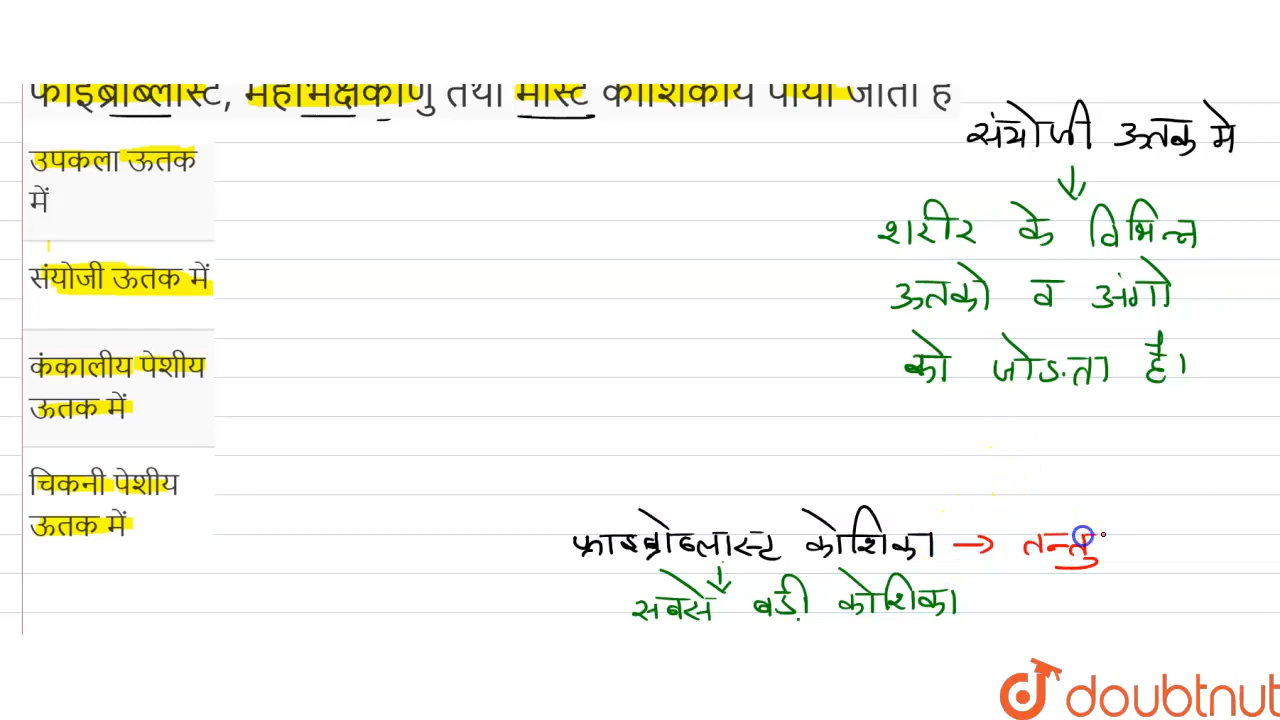 फाइब्रोब्लास्ट, महाभक्षकाणु तथा मास्ट कोशिकायें पायी जाती है
उपकला ऊतक
में
संयोजी ऊतक में
कंकालीय पेशीय
ऊतक में
चिकनी पेशीय
ऊतक में
संयोजी ऊतक मे
शरीर के विभिन्न
ऊतको व अंगो
को जोड़ता है।
फाइब्रोब्लास्ट कोशिका → तन्तु
सबसे बड़ी कोशिका
doubtnut